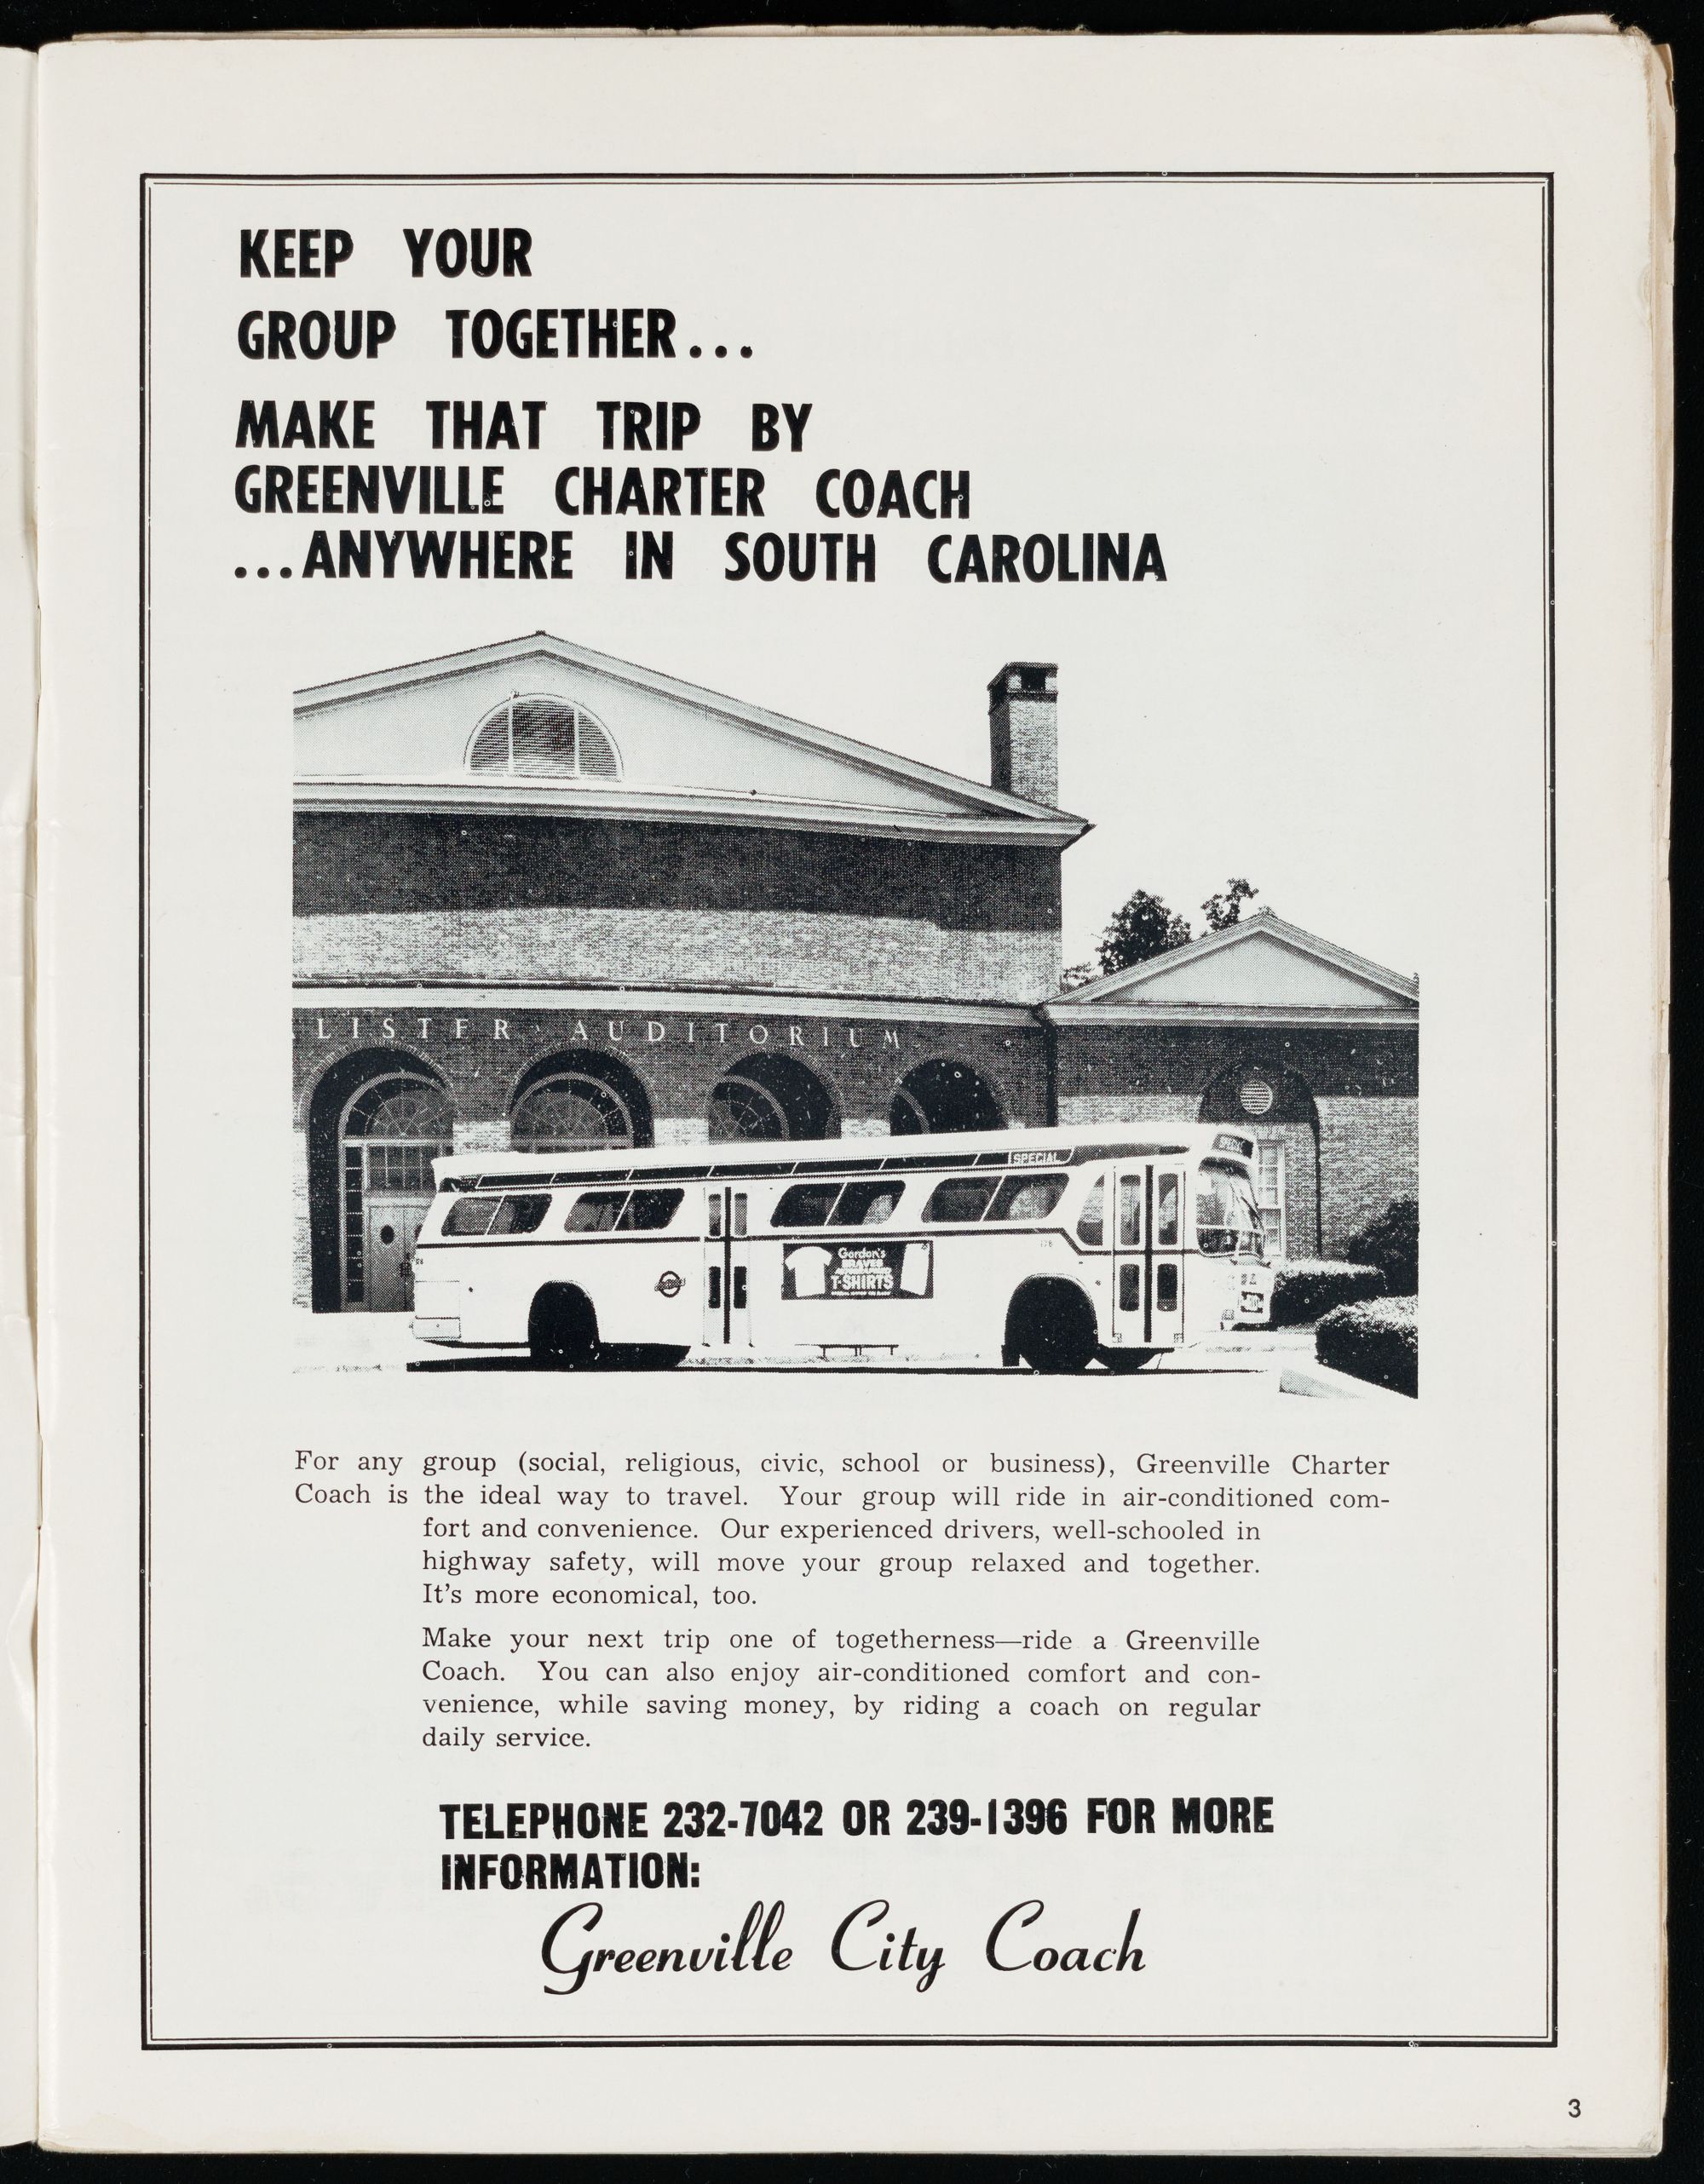 KEEP YOUR
GROUP TOGETHER...
MAKE THAT TRIP BY
GREENVILLE CHARTER COACH
...ANYWHERE IN SOUTH CAROLINA
LISTER AUDITORIUM
SPECIAL
Gordon's
BRAVES
T-SHIRTS
For any group (social, religious, civic, school or business), Greenville Charter
Coach is the ideal way to travel. Your group will ride in air-conditioned com-
fort and convenience. Our experienced drivers, well-schooled in
highway safety, will move your group relaxed and together.
It's more economical, too.
Make your next trip one of togetherness—ride a Greenville
Coach. You can also enjoy air-conditioned comfort and con-
venience, while saving money, by riding a coach on regular
daily service.
TELEPHONE 232-7042 OR 239-1396 FOR MORE
INFORMATION:
Greenville City Coach
3